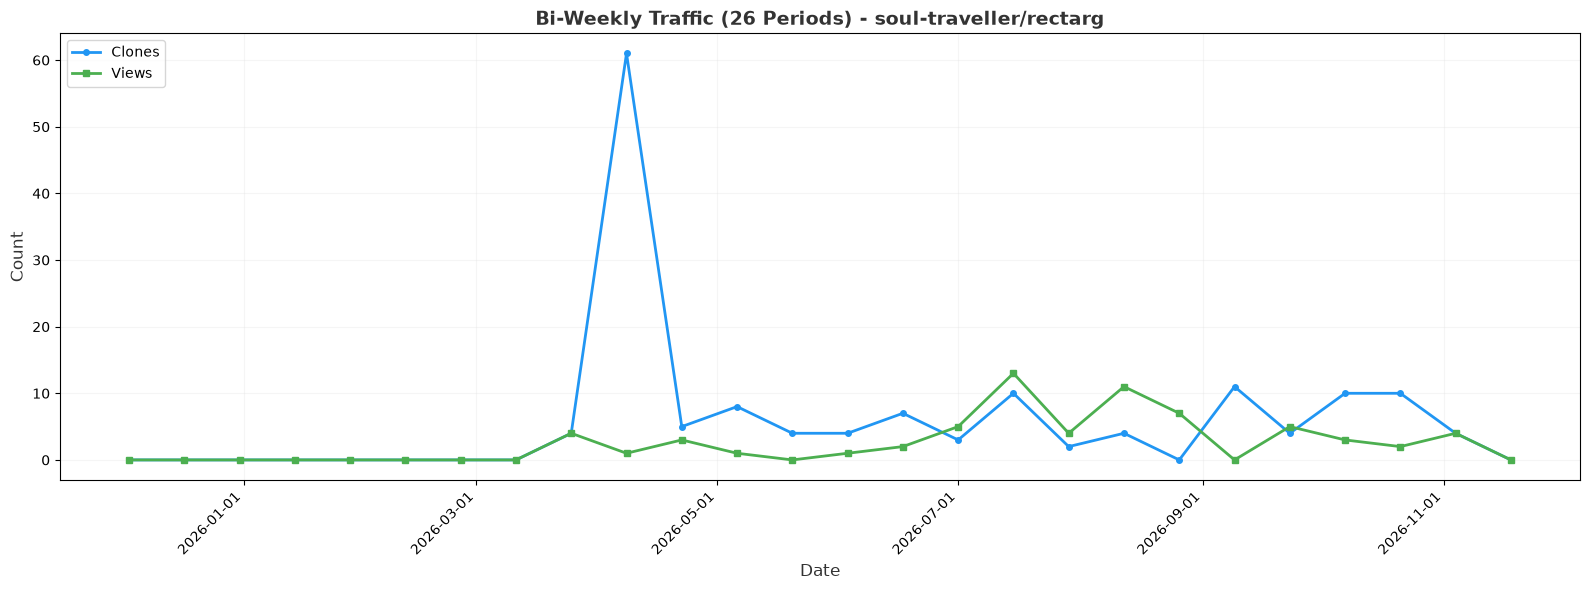 Bi-Weekly Traffic (26 Periods) - soul-traveller/rectarg
Clones
Views
60
50
40
30
20
10
0
Count
2026-01-01
2026-03-01
2026-05-01
2026-07-01
2026-09-01
2026-11-01
Date